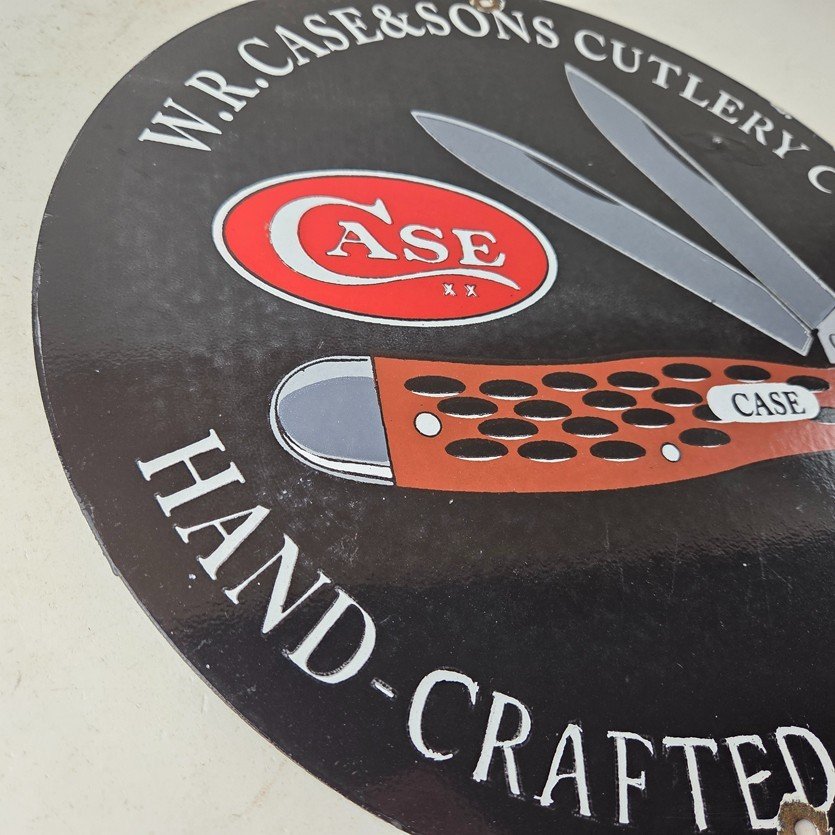 W.R.CASE&SONS CUTLERY C
CASE
XX
CASE
HAND-CRAFTED